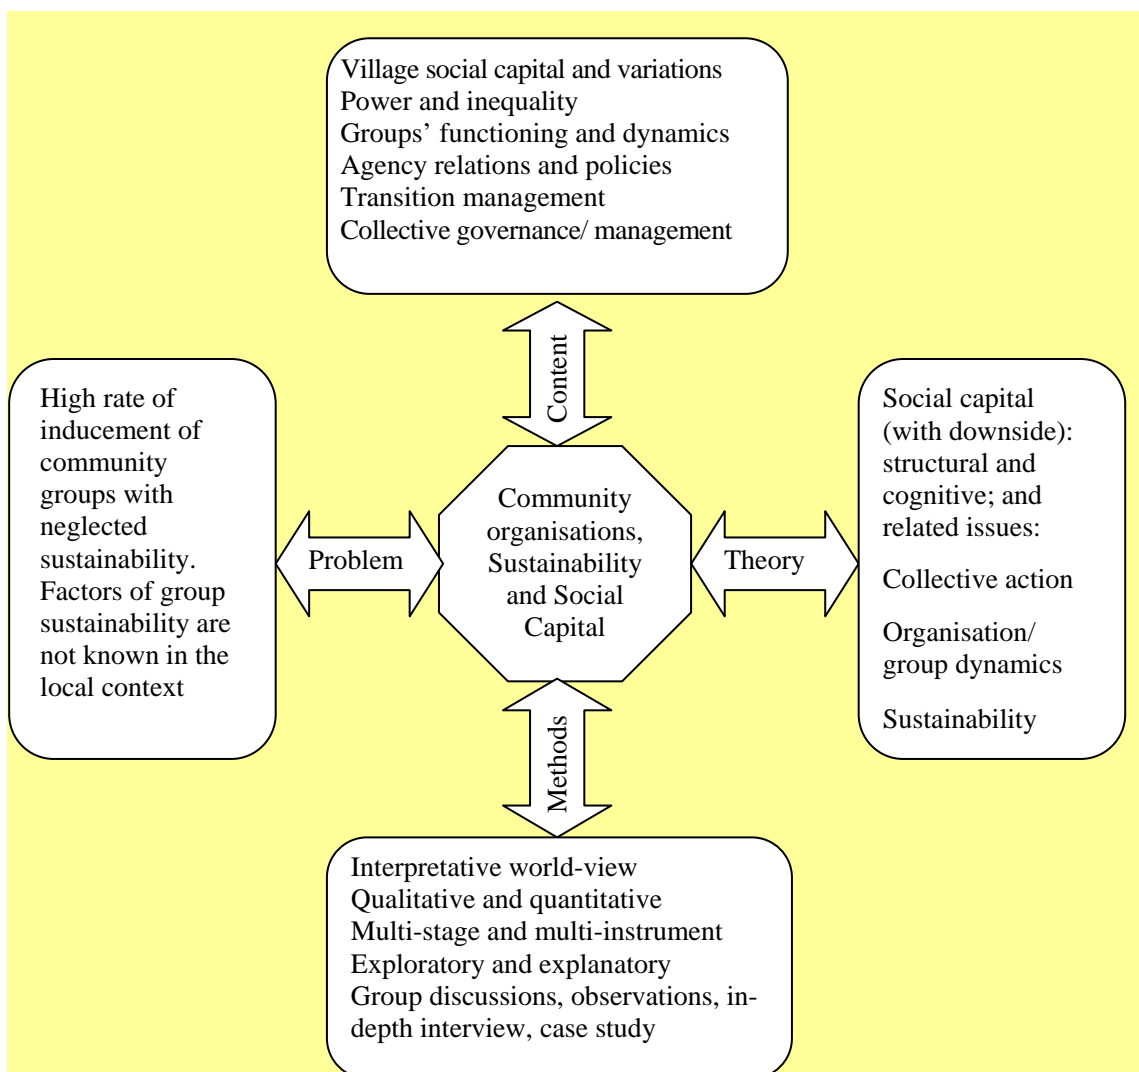 Village social capital and variations
Power and inequality
Groups' functioning and dynamics
Agency relations and policies
Transition management
Collective governance/ management
Content
High rate of
inducement of
community
groups with
neglected
sustainability.
Factors of group
sustainability are
not known in the
local context
Problem
Community
organisations,
Sustainability
and Social
Capital
Theory
Social capital
(with downside):
structural and
cognitive; and
related issues:
Collective action
Organisation/
group dynamics
Sustainability
Methods
Interpretative world-view
Qualitative and quantitative
Multi-stage and multi-instrument
Exploratory and explanatory
Group discussions, observations, in-
depth interview, case study